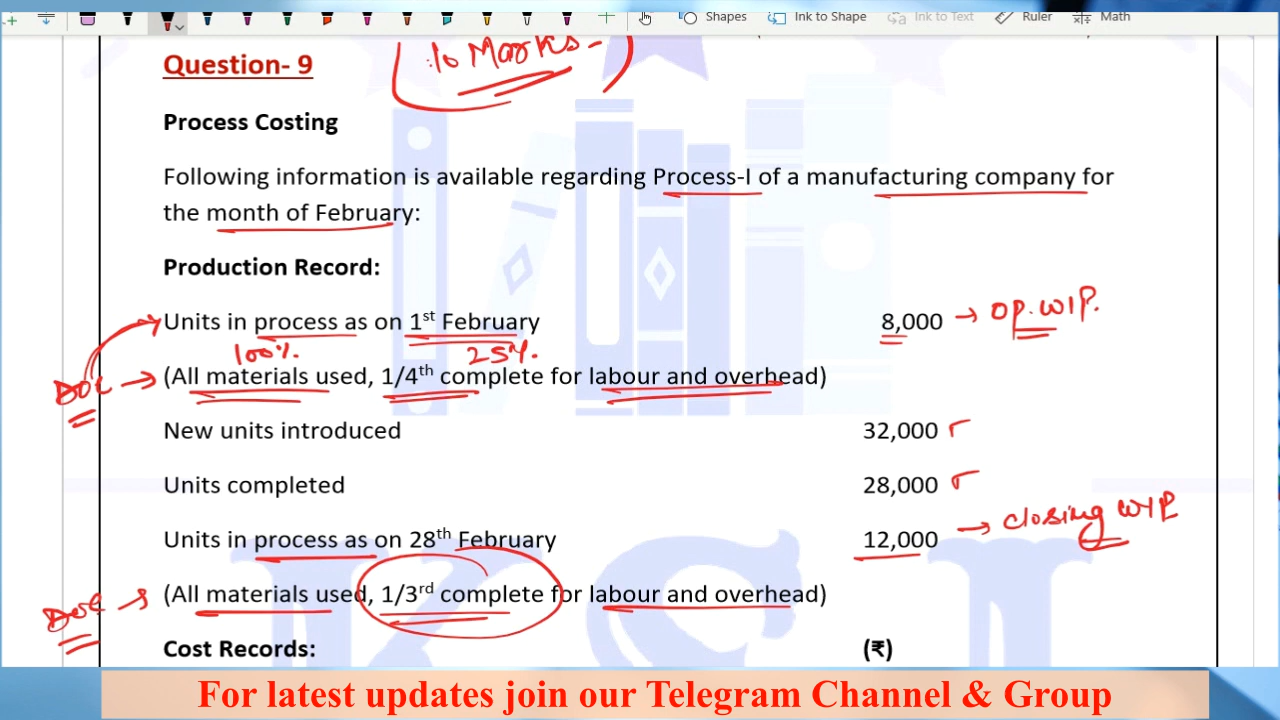 Shapes Ink to Shape Ink to Text Ruler Math
10 Marks
Question- 9
Process Costing
Following information is available regarding Process-I of a manufacturing company for
the month of February:
Production Record:
Units in process as on 1st February 8,000 → OP. WIP.
100% 25%.
DOC → (All materials used, 1/4th complete for labour and overhead)
New units introduced 32,000
Units completed 28,000
Units in process as on 28th February 12,000 → closing WIP
DOC → (All materials used, 1/3rd complete for labour and overhead)
Cost Records: (₹)
For latest updates join our Telegram Channel & Group